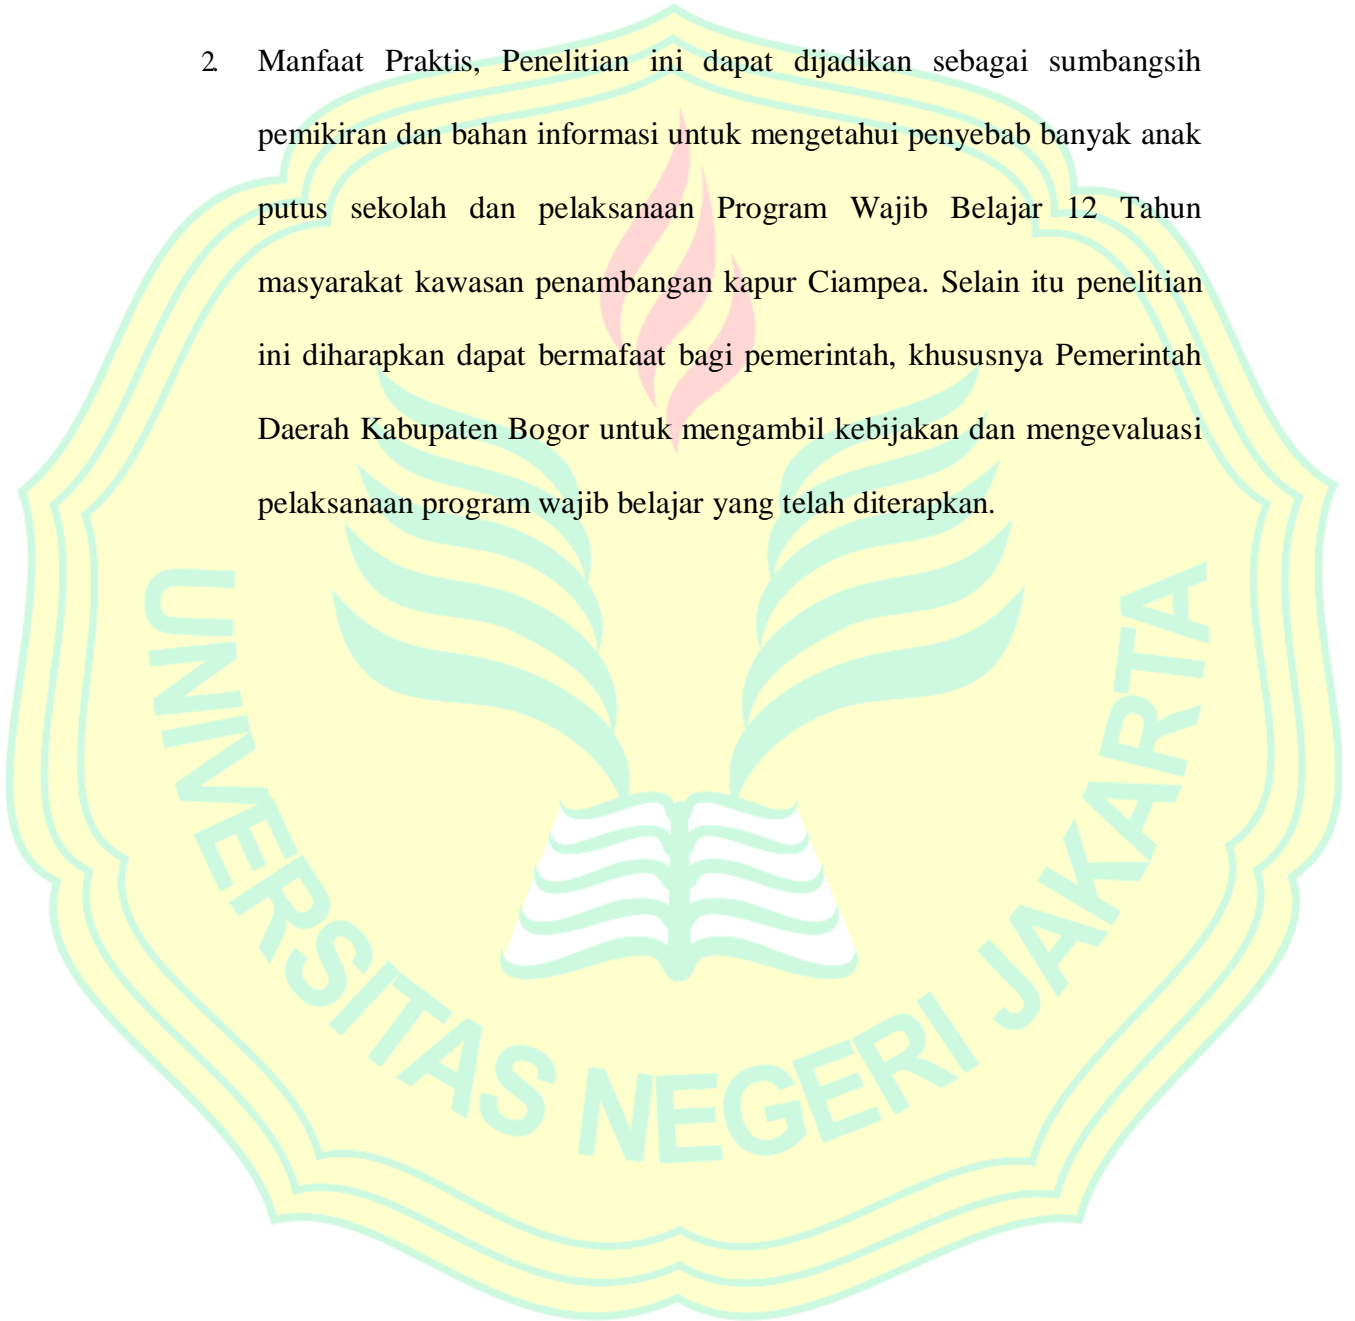 2. Manfaat Praktis, Penelitian ini dapat dijadikan sebagai sumbangsih
pemikiran dan bahan informasi untuk mengetahui penyebab banyak anak
putus sekolah dan pelaksanaan Program Wajib Belajar 12 Tahun
masyarakat kawasan penambangan kapur Ciampea. Selain itu penelitian
ini diharapkan dapat bermafaat bagi pemerintah, khususnya Pemerintah
Daerah Kabupaten Bogor untuk mengambil kebijakan dan mengevaluasi
pelaksanaan program wajib belajar yang telah diterapkan.
UNIVERSITAS NEGERI JAKARTA